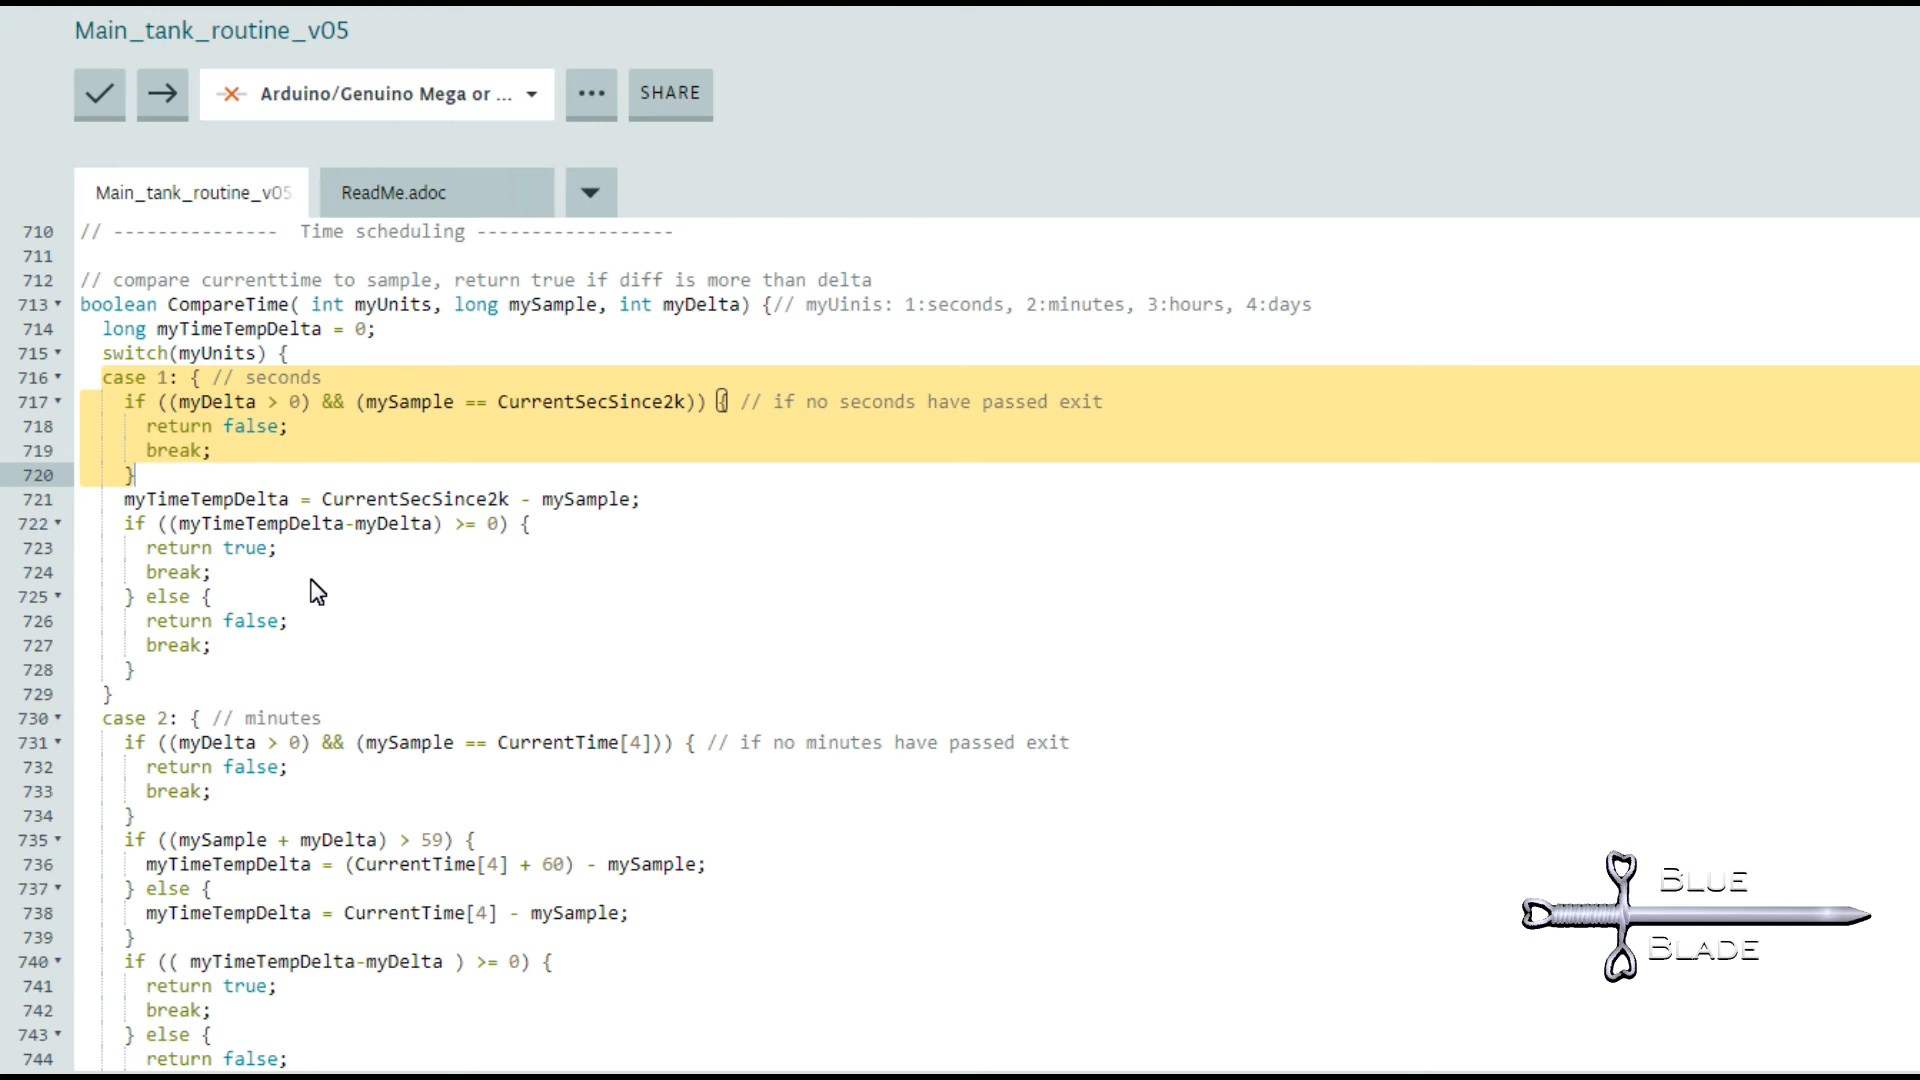 Main_tank_routine_v05
Arduino/Genuino Mega or ...
SHARE
Main_tank_routine_v05
ReadMe.adoc
710 // ---------------  Time scheduling ------------------
711
712 // compare currenttime to sample, return true if diff is more than delta
713 boolean CompareTime( int myUnits, long mySample, int myDelta) {// myUinis: 1:seconds, 2:minutes, 3:hours, 4:days
714   long myTimeTempDelta = 0;
715   switch(myUnits) {
716   case 1: { // seconds
717     if ((myDelta > 0) && (mySample == CurrentSecSince2k)) { // if no seconds have passed exit
718       return false;
719       break;
720     }
721     myTimeTempDelta = CurrentSecSince2k - mySample;
722     if ((myTimeTempDelta-myDelta) >= 0) {
723       return true;
724       break;
725     } else {
726       return false;
727       break;
728     }
729   }
730   case 2: { // minutes
731     if ((myDelta > 0) && (mySample == CurrentTime[4])) { // if no minutes have passed exit
732       return false;
733       break;
734     }
735     if ((mySample + myDelta) > 59) {
736       myTimeTempDelta = (CurrentTime[4] + 60) - mySample;
737     } else {
738       myTimeTempDelta = CurrentTime[4] - mySample;
739     }
740     if (( myTimeTempDelta-myDelta ) >= 0) {
741       return true;
742       break;
743     } else {
744       return false;
BLUE
BLADE